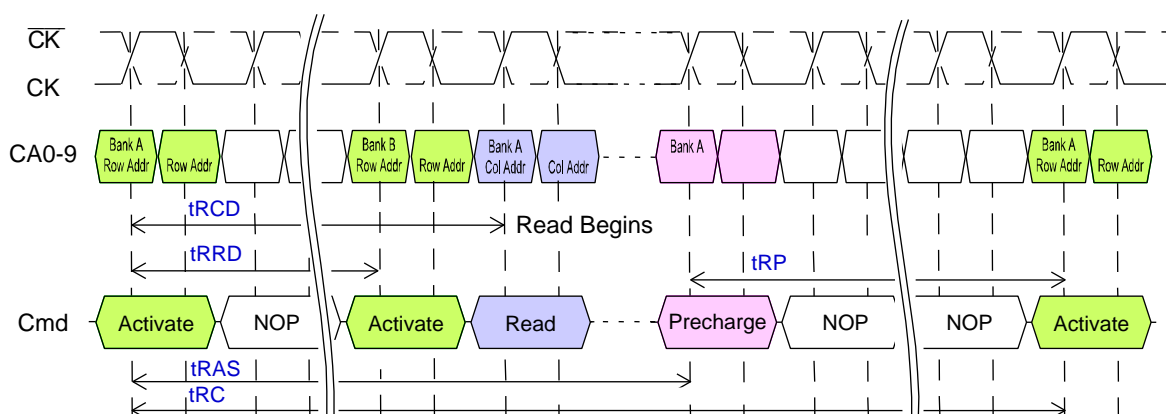 CK
CK
CA0-9
Bank A
Row Addr
Row Addr
Bank B
Row Addr
Row Addr
Bank A
Col Addr
Col Addr
Bank A
Bank A
Row Addr
Row Addr
tRCD
Read Begins
tRRD
tRP
Cmd
Activate
NOP
Activate
Read
Precharge
NOP
NOP
Activate
tRAS
tRC